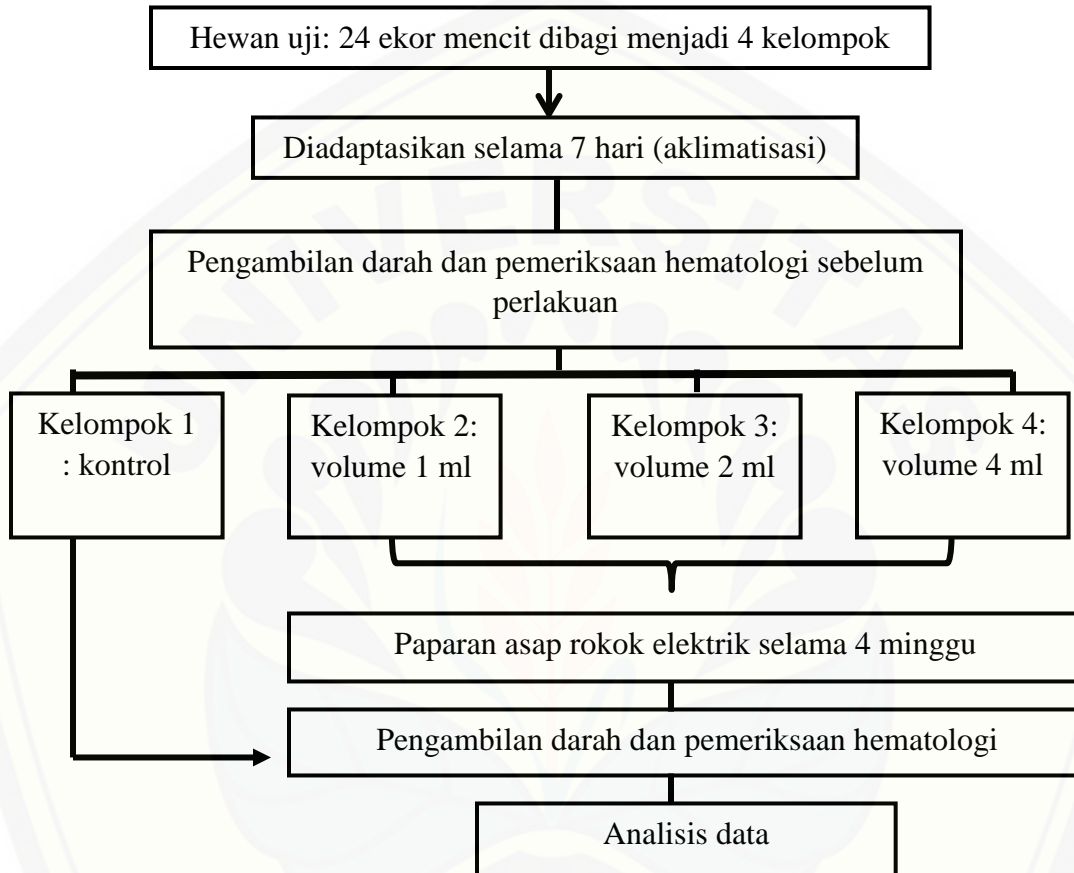 Hewan uji: 24 ekor mencit dibagi menjadi 4 kelompok
Diadaptasikan selama 7 hari (aklimatisasi)
Pengambilan darah dan pemeriksaan hematologi sebelum
perlakuan
Kelompok 1
: kontrol
Kelompok 2:
volume 1 ml
Kelompok 3:
volume 2 ml
Kelompok 4:
volume 4 ml
Paparan asap rokok elektrik selama 4 minggu
Pengambilan darah dan pemeriksaan hematologi
Analisis data
UNIVERSITAS